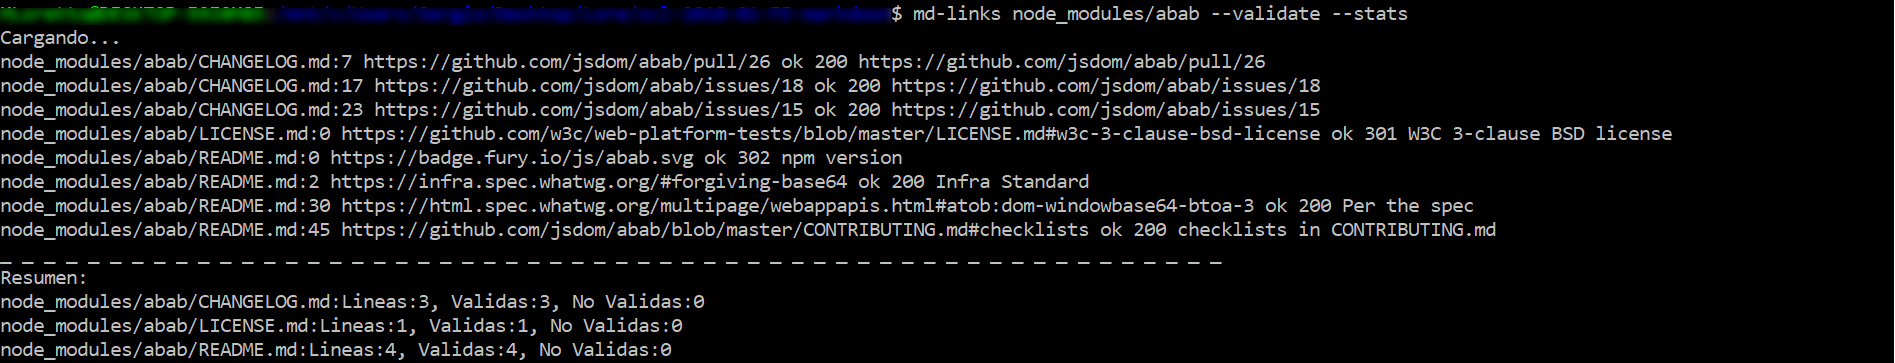 $ md-links node_modules/abab --validate --stats
Cargando...
node_modules/abab/CHANGELOG.md:7 https://github.com/jsdom/abab/pull/26 ok 200 https://github.com/jsdom/abab/pull/26
node_modules/abab/CHANGELOG.md:17 https://github.com/jsdom/abab/issues/18 ok 200 https://github.com/jsdom/abab/issues/18
node_modules/abab/CHANGELOG.md:23 https://github.com/jsdom/abab/issues/15 ok 200 https://github.com/jsdom/abab/issues/15
node_modules/abab/LICENSE.md:0 https://github.com/w3c/web-platform-tests/blob/master/LICENSE.md#w3c-3-clause-bsd-license ok 301 W3C 3-clause BSD license
node_modules/abab/README.md:0 https://badge.fury.io/js/abab.svg ok 302 npm version
node_modules/abab/README.md:2 https://infra.spec.whatwg.org/#forgiving-base64 ok 200 Infra Standard
node_modules/abab/README.md:30 https://html.spec.whatwg.org/multipage/webappapis.html#atob:dom-windowbase64-btoa-3 ok 200 Per the spec
node_modules/abab/README.md:45 https://github.com/jsdom/abab/blob/master/CONTRIBUTING.md#checklists ok 200 checklists in CONTRIBUTING.md
_ _ _ _ _ _ _ _ _ _ _ _ _ _ _ _ _ _ _ _ _ _ _ _ _ _ _ _ _ _ _ _ _ _ _ _ _ _ _ _ _ _ _ _ _ _ _ _ _ _ _ _ _ _ _ _
Resumen:
node_modules/abab/CHANGELOG.md:Lineas:3, Validas:3, No Validas:0
node_modules/abab/LICENSE.md:Lineas:1, Validas:1, No Validas:0
node_modules/abab/README.md:Lineas:4, Validas:4, No Validas:0